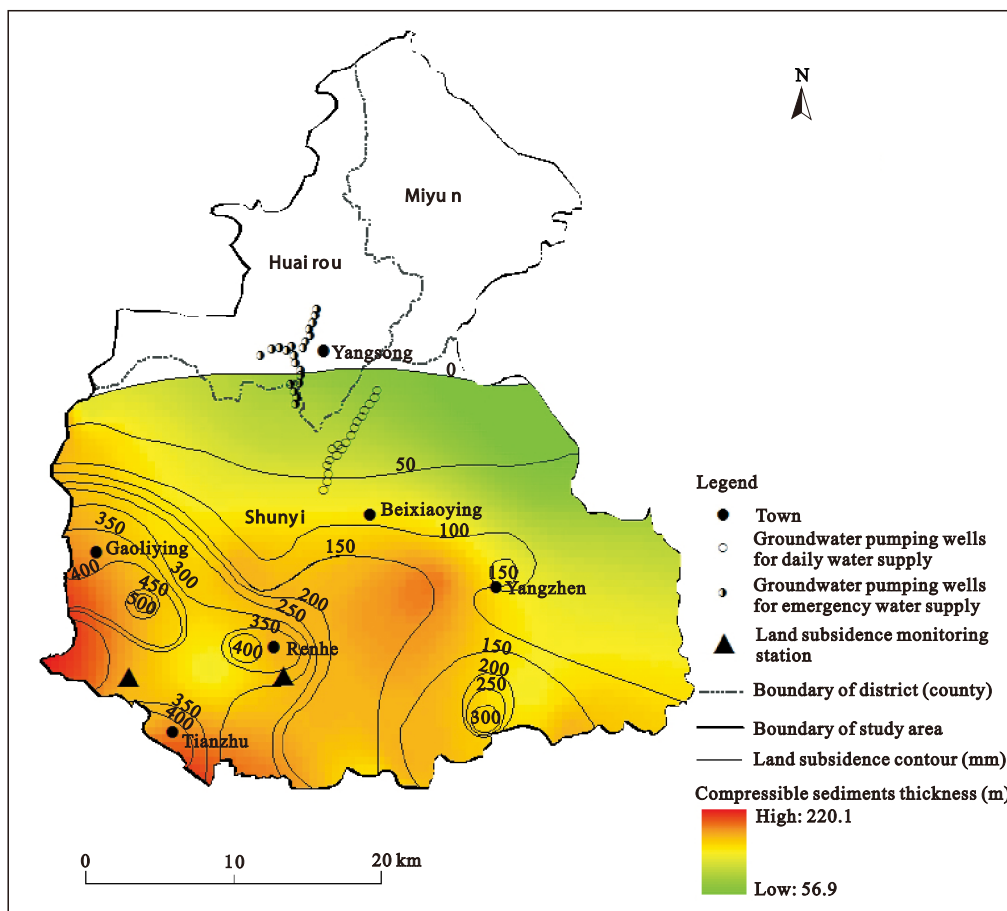 N
Miyu n
Huai rou
Yangsong
0
50
Beixiaoying
Shunyi
100
350
Gaoliying
150
400
300
450
500
150
Yangzhen
200
250
350
400
Renhe
150
200
250
300
350
400
Tianzhu
0
10
20 km
Legend
Town
Groundwater pumping wells
for daily water supply
Groundwater pumping wells
for emergency water supply
Land subsidence monitoring
station
Boundary of district (county)
Boundary of study area
Land subsidence contour (mm)
Compressible sediments thickness (m)
High: 220.1
Low: 56.9